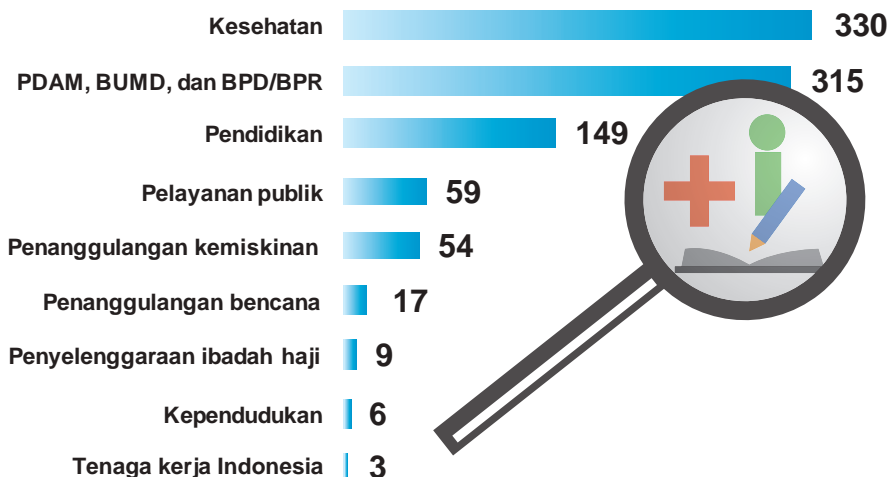 Kesehatan 330
PDAM, BUMD, dan BPD/BPR 315
Pendidikan 149
Pelayanan publik 59
Penanggulangan kemiskinan 54
Penanggulangan bencana 17
Penyelenggaraan ibadah haji 9
Kependudukan 6
Tenaga kerja Indonesia 3